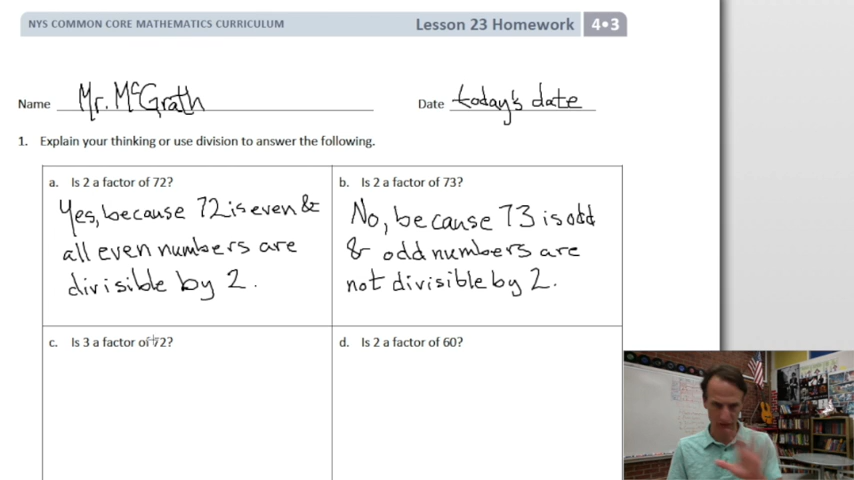 NYS COMMON CORE MATHEMATICS CURRICULUM
Lesson 23 Homework 4•3
Name Mr. McGrath
Date today's date
1. Explain your thinking or use division to answer the following.
a. Is 2 a factor of 72?
Yes, because 72 is even &
all even numbers are
divisible by 2.
b. Is 2 a factor of 73?
No, because 73 is odd
& odd numbers are
not divisible by 2.
c. Is 3 a factor of 72?
d. Is 2 a factor of 60?